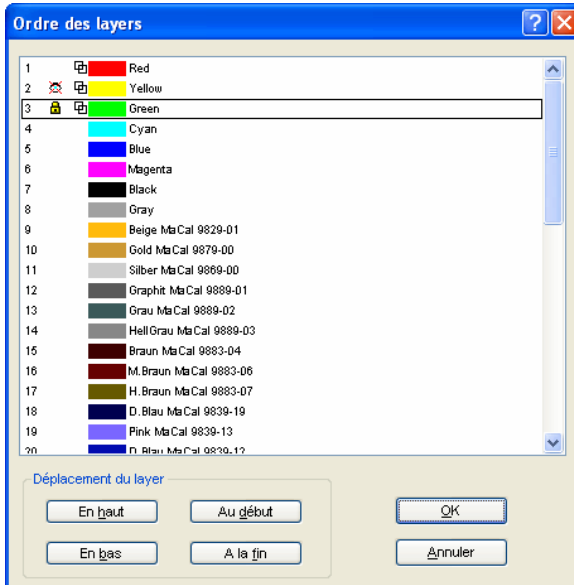 Ordre des layers
1 Red
2 Yellow
3 Green
4 Cyan
5 Blue
6 Magenta
7 Black
8 Gray
9 Beige MaCal 9829-01
10 Gold MaCal 9879-00
11 Silber MaCal 9869-00
12 Graphit MaCal 9889-01
13 Grau MaCal 9889-02
14 HellGrau MaCal 9889-03
15 Braun MaCal 9883-04
16 M.Braun MaCal 9883-06
17 H.Braun MaCal 9883-07
18 D.Blau MaCal 9839-19
19 Pink MaCal 9839-13
20 D.Blau MaCal 9839-12
Déplacement du layer
En haut Au début OK
En bas A la fin Annuler